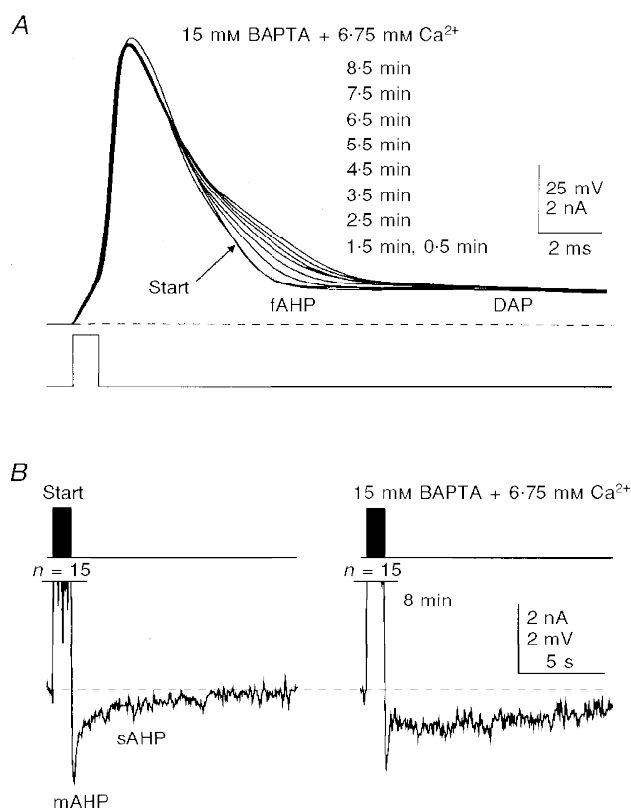 A
15 mM BAPTA + 6·75 mM Ca²⁺
8·5 min
7·5 min
6·5 min
5·5 min
4·5 min
3·5 min
2·5 min
1·5 min, 0·5 min
25 mV
2 nA
2 ms
Start
fAHP
DAP
B
Start
15 mM BAPTA + 6·75 mM Ca²⁺
n = 15
n = 15
8 min
2 nA
2 mV
5 s
sAHP
mAHP